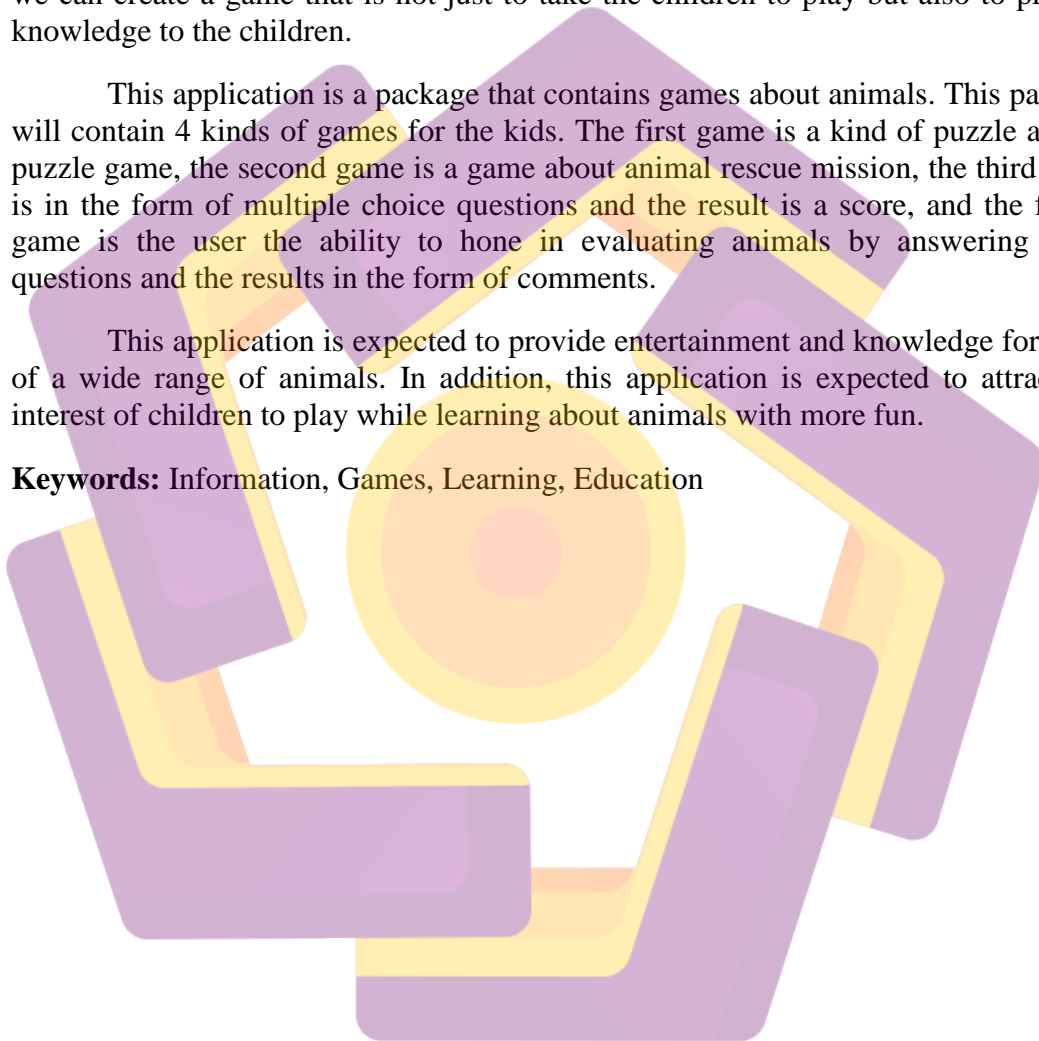 we can create a game that is not just to take the children to play but also to
knowledge to the children.
This application is a package that contains games about animals. This
will contain 4 kinds of games for the kids. The first game is a kind of puzzle
puzzle game, the second game is a game about animal rescue mission, the third
is in the form of multiple choice questions and the result is a score, and the
game is the user the ability to hone in evaluating animals by answering
questions and the results in the form of comments.
This application is expected to provide entertainment and knowledge for
of a wide range of animals. In addition, this application is expected to
interest of children to play while learning about animals with more fun.
Keywords: Information, Games, Learning, Education